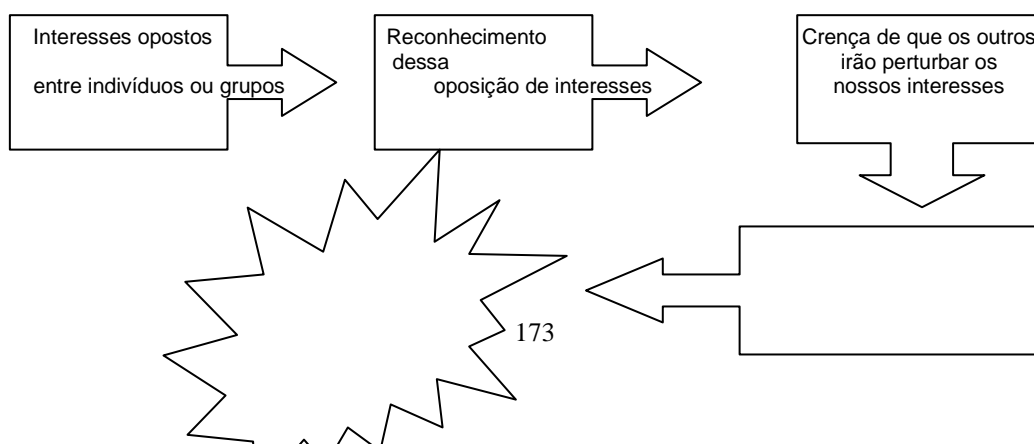 Interesses opostos
entre indivíduos ou grupos
Reconhecimento
dessa
oposição de interesses
Crença de que os outros
irão perturbar os
nossos interesses
173